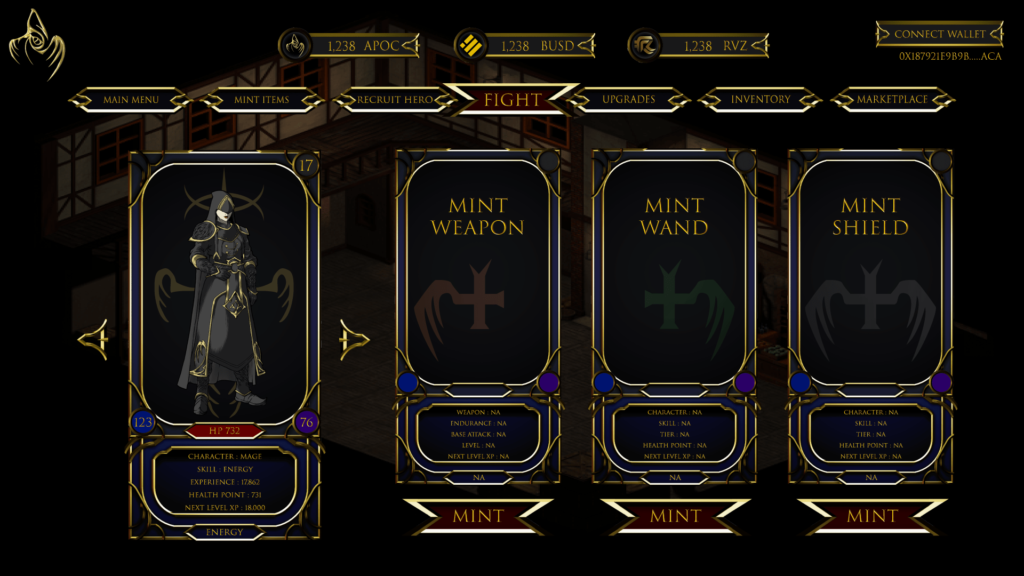 1,238 APOC
1,238 BUSD
1,238 RVZ
CONNECT WALLET
0X187921E9B9B.....ACA
MAIN MENU
MINT ITEMS
RECRUIT HERO
FIGHT
UPGRADES
INVENTORY
MARKETPLACE
17
123
76
HP 732
CHARACTER : MAGE
SKILL : ENERGY
EXPERIENCE : 17,862
HEALTH POINT : 731
NEXT LEVEL XP : 18,000
ENERGY
MINT
WEAPON
WEAPON : NA
ENDURANCE : NA
BASE ATTACK : NA
LEVEL : NA
NEXT LEVEL XP : NA
NA
MINT
MINT
WAND
CHARACTER : NA
SKILL : NA
TIER : NA
HEALTH POINT : NA
NEXT LEVEL XP : NA
NA
MINT
MINT
SHIELD
CHARACTER : NA
SKILL : NA
TIER : NA
HEALTH POINT : NA
NEXT LEVEL XP : NA
NA
MINT